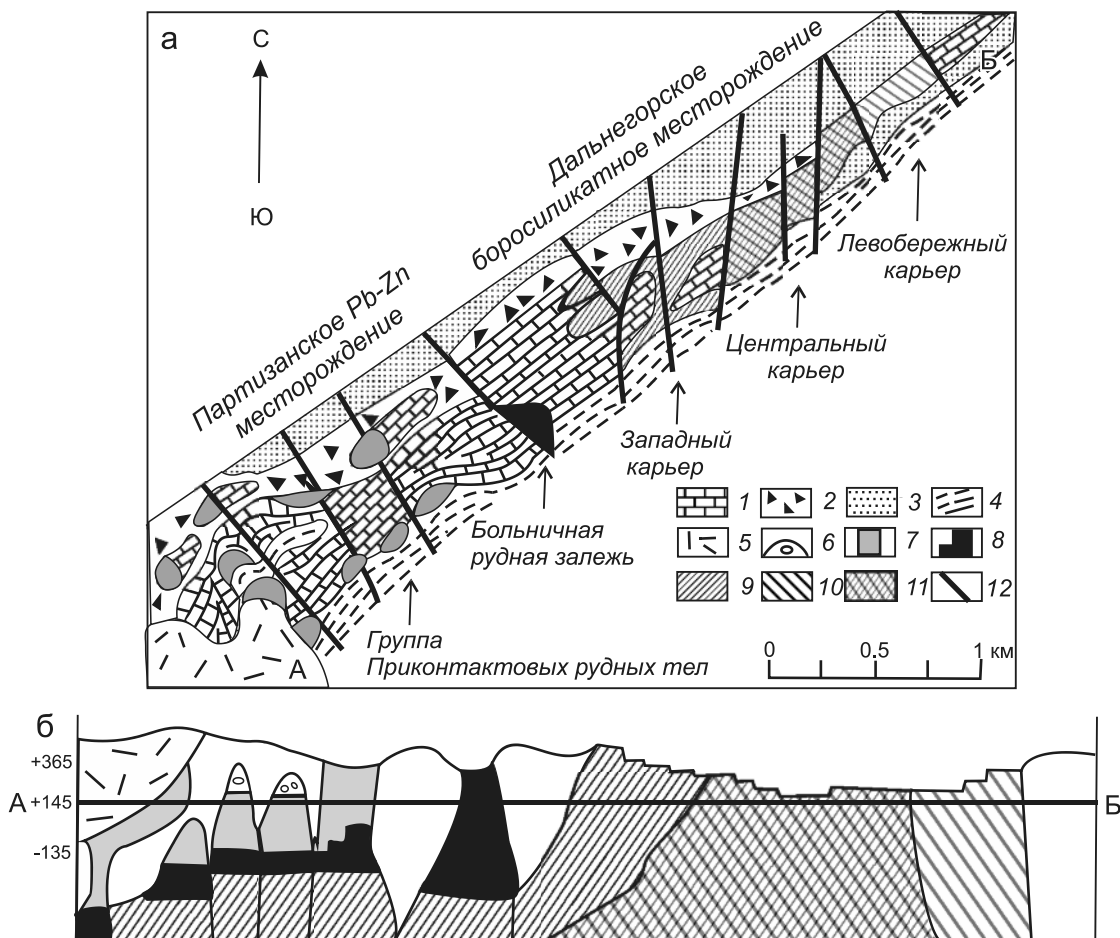 а
С
Ю
Партизанское Pb-Zn
месторождение
Дальнегорское
боросиликатное месторождение
Б
Левобережный
карьер
Центральный
карьер
Западный
карьер
Больничная
рудная залежь
Группа
Приконтактовых рудных тел
А
1 2 3 4
5 6 7 8
9 10 11 12
0 0.5 1 км
б
+365
А +145 Б
-135